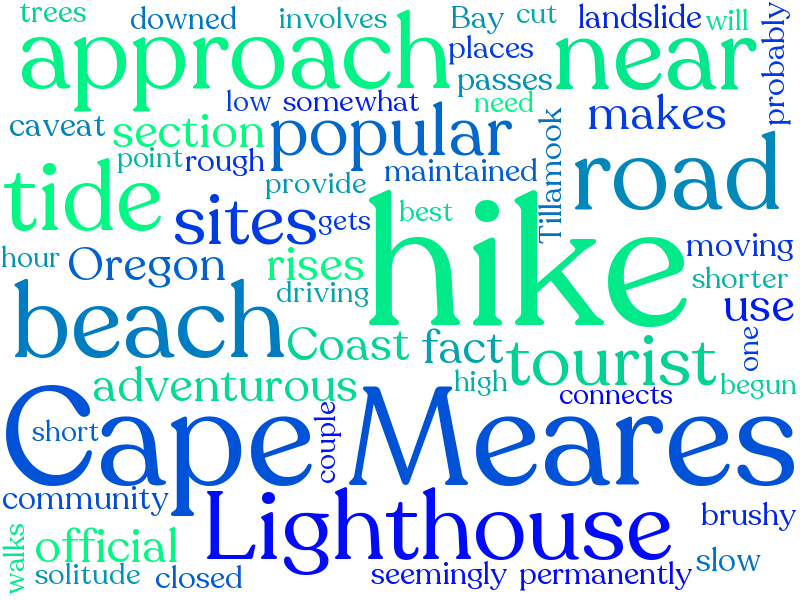 trees
downed
involves
Bay
cut
landslide
will
probably
approach
near
places
passes
low
somewhat
need
caveat
section
popular
makes
point
rough
maintained
Tillamook
road
tide
provide
sites
gets
best
hike
hour
Oregon
rises
moving
shorter
driving
use
beach
Coast
fact
tourist
one
adventurous
high
connects
begun
Cape Meares
short
couple
community
Lighthouse
brushy
walks
official
solitude
closed
seemingly
permanently
slow